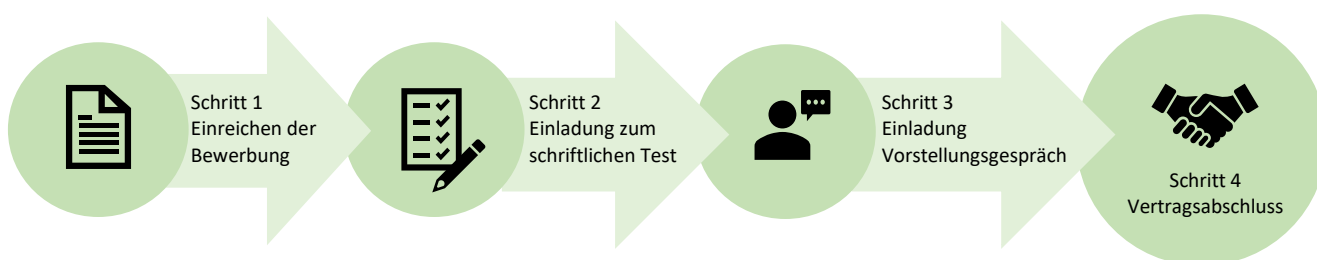 Schritt 1
Einreichen der
Bewerbung
Schritt 2
Einladung zum
schriftlichen Test
Schritt 3
Einladung
Vorstellungsgespräch
Schritt 4
Vertragsabschluss